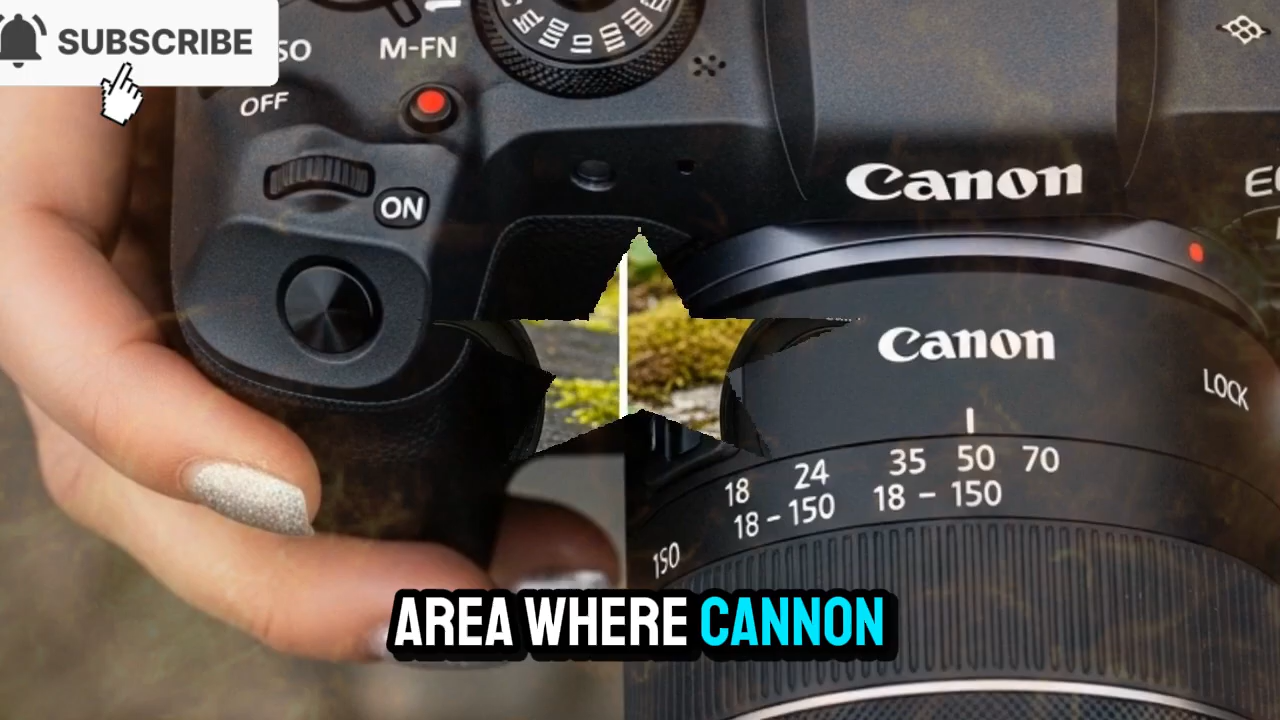 SUBSCRIBE
SO M-FN
OFF
ON
Canon
Canon
LOCK
18 24 35 50 70
18-150 18-150
150
AREA WHERE CANNON